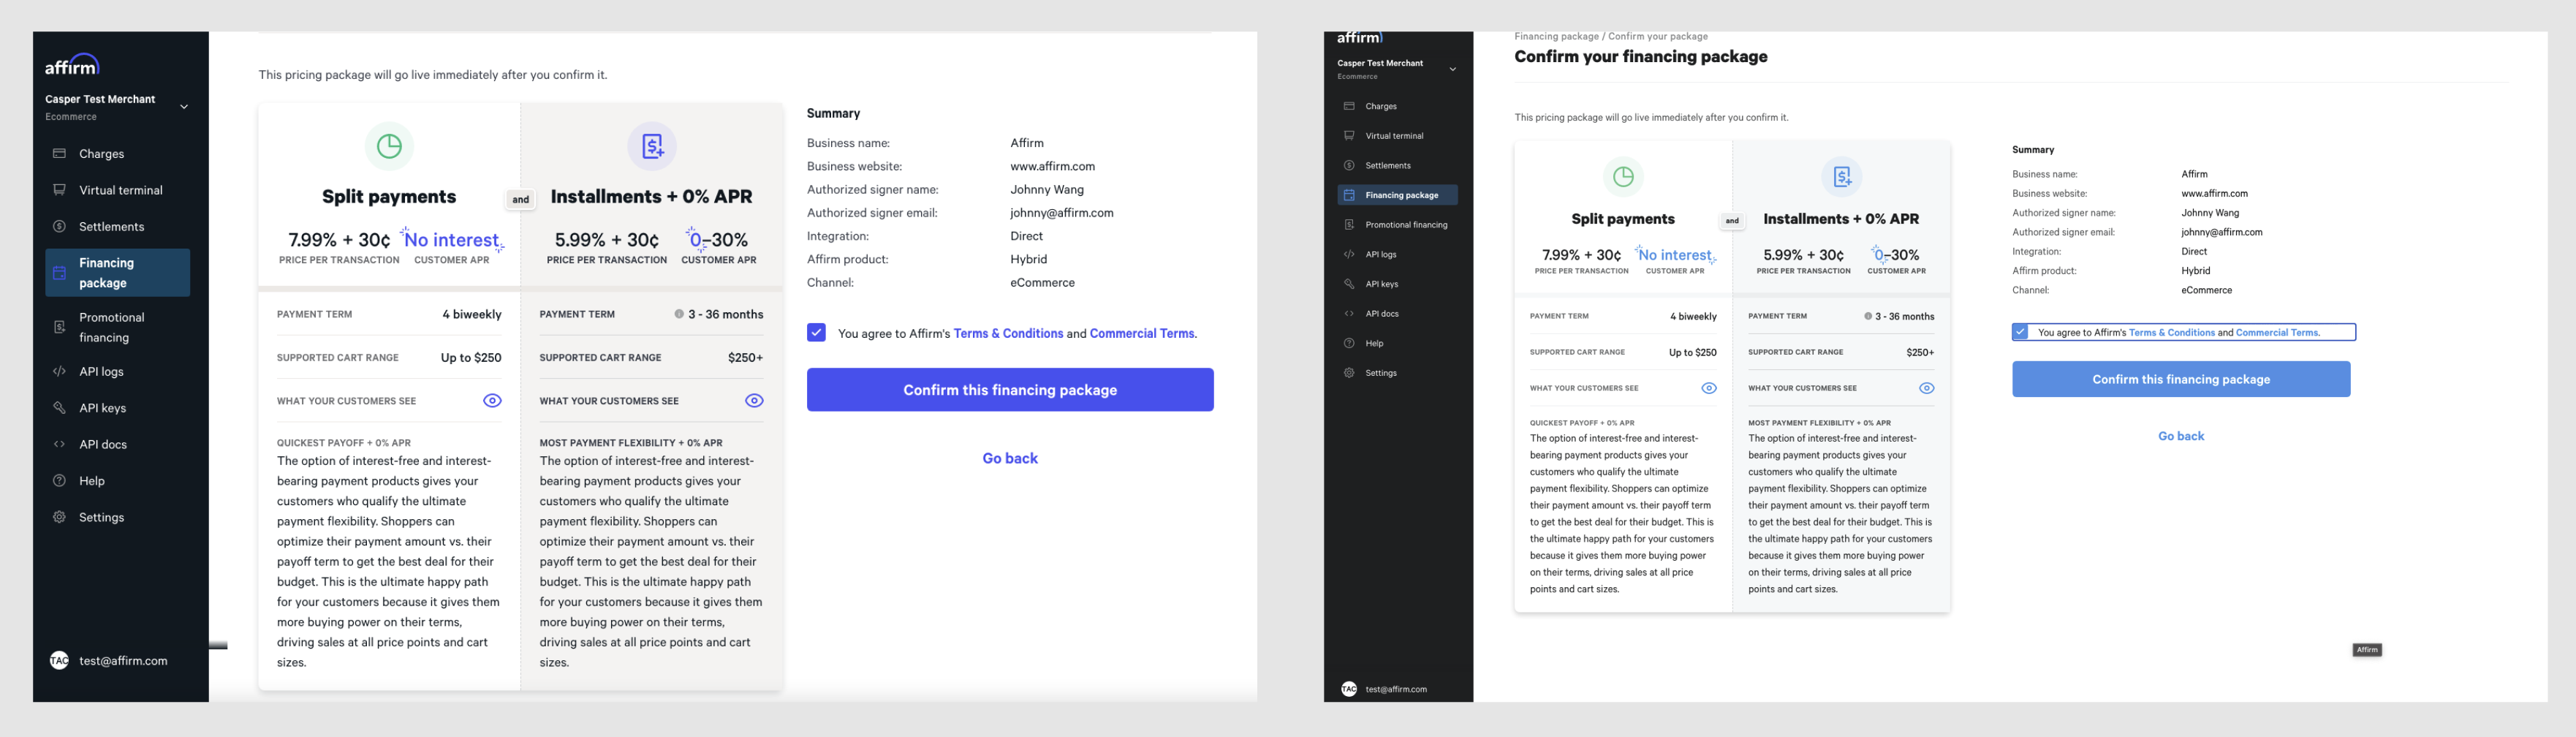 affirm
Casper Test Merchant
Ecommerce
Charges
Virtual terminal
Settlements
Financing
package
Promotional
financing
API logs
API keys
API docs
Help
Settings
TAC test@affirm.com
This pricing package will go live immediately after you confirm it.
Split payments
7.99% + 30¢ No interest
PRICE PER TRANSACTION CUSTOMER APR
PAYMENT TERM 4 biweekly
SUPPORTED CART RANGE Up to $250
WHAT YOUR CUSTOMERS SEE
QUICKEST PAYOFF + 0% APR
The option of interest-free and interest-
bearing payment products gives your
customers who qualify the ultimate
payment flexibility. Shoppers can
optimize their payment amount vs. their
payoff term to get the best deal for their
budget. This is the ultimate happy path
for your customers because it gives them
more buying power on their terms,
driving sales at all price points and cart
sizes.
and
Installments + 0% APR
5.99% + 30¢ 0–30%
PRICE PER TRANSACTION CUSTOMER APR
PAYMENT TERM 3 - 36 months
SUPPORTED CART RANGE $250+
WHAT YOUR CUSTOMERS SEE
MOST PAYMENT FLEXIBILITY + 0% APR
The option of interest-free and interest-
bearing payment products gives your
customers who qualify the ultimate
payment flexibility. Shoppers can
optimize their payment amount vs. their
payoff term to get the best deal for their
budget. This is the ultimate happy path
for your customers because it gives them
more buying power on their terms,
driving sales at all price points and cart
sizes.
Summary
Business name: Affirm
Business website: www.affirm.com
Authorized signer name: Johnny Wang
Authorized signer email: johnny@affirm.com
Integration: Direct
Affirm product: Hybrid
Channel: eCommerce
You agree to Affirm's Terms & Conditions and Commercial Terms.
Confirm this financing package
Go back
affirm
Casper Test Merchant
Ecommerce
Charges
Virtual terminal
Settlements
Financing package
Promotional financing
API logs
API keys
API docs
Help
Settings
TAC test@affirm.com
Financing package / Confirm your package
Confirm your financing package
This pricing package will go live immediately after you confirm it.
Split payments
7.99% + 30¢ No interest
PRICE PER TRANSACTION CUSTOMER APR
PAYMENT TERM 4 biweekly
SUPPORTED CART RANGE Up to $250
WHAT YOUR CUSTOMERS SEE
QUICKEST PAYOFF + 0% APR
The option of interest-free and interest-
bearing payment products gives your
customers who qualify the ultimate
payment flexibility. Shoppers can optimize
their payment amount vs. their payoff term
to get the best deal for their budget. This is
the ultimate happy path for your customers
because it gives them more buying power
on their terms, driving sales at all price
points and cart sizes.
and
Installments + 0% APR
5.99% + 30¢ 0–30%
PRICE PER TRANSACTION CUSTOMER APR
PAYMENT TERM 3 - 36 months
SUPPORTED CART RANGE $250+
WHAT YOUR CUSTOMERS SEE
MOST PAYMENT FLEXIBILITY + 0% APR
The option of interest-free and interest-
bearing payment products gives your
customers who qualify the ultimate
payment flexibility. Shoppers can optimize
their payment amount vs. their payoff term
to get the best deal for their budget. This is
the ultimate happy path for your customers
because it gives them more buying power
on their terms, driving sales at all price
points and cart sizes.
Summary
Business name: Affirm
Business website: www.affirm.com
Authorized signer name: Johnny Wang
Authorized signer email: johnny@affirm.com
Integration: Direct
Affirm product: Hybrid
Channel: eCommerce
You agree to Affirm's Terms & Conditions and Commercial Terms.
Confirm this financing package
Go back
Affirm